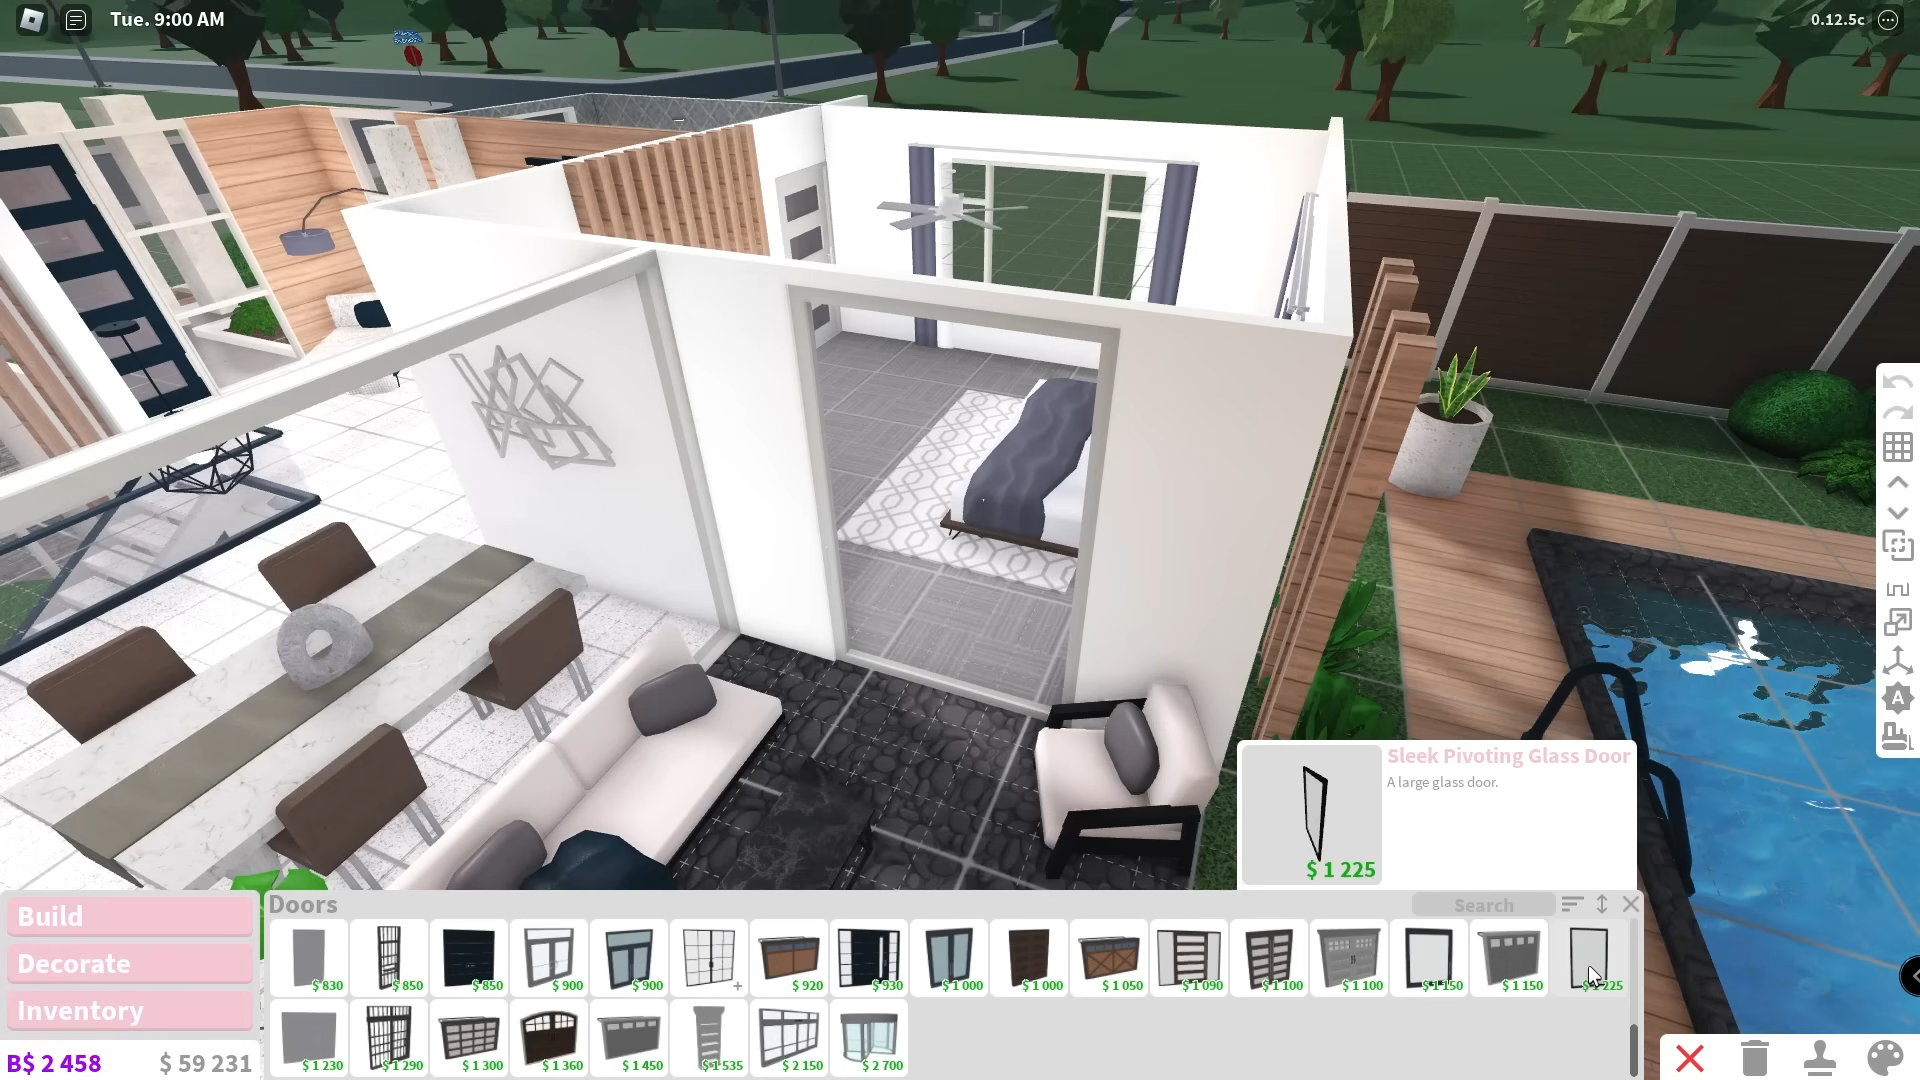 Tue. 9:00 AM
0.12.5c
Sleek Pivoting Glass Door
A large glass door.
$ 1 225
Doors
Search
Build
Decorate
Inventory
$ 830
$ 850
$ 850
$ 900
$ 900
+
$ 920
$ 930
$ 1 000
$ 1 000
$ 1 050
$ 1 090
$ 1 100
$ 1 100
$ 1 150
$ 1 150
$ 1 225
$ 1 230
$ 1 290
$ 1 300
$ 1 360
$ 1 450
$ 1 535
$ 2 150
$ 2 700
B$ 2 458
$ 59 231
A